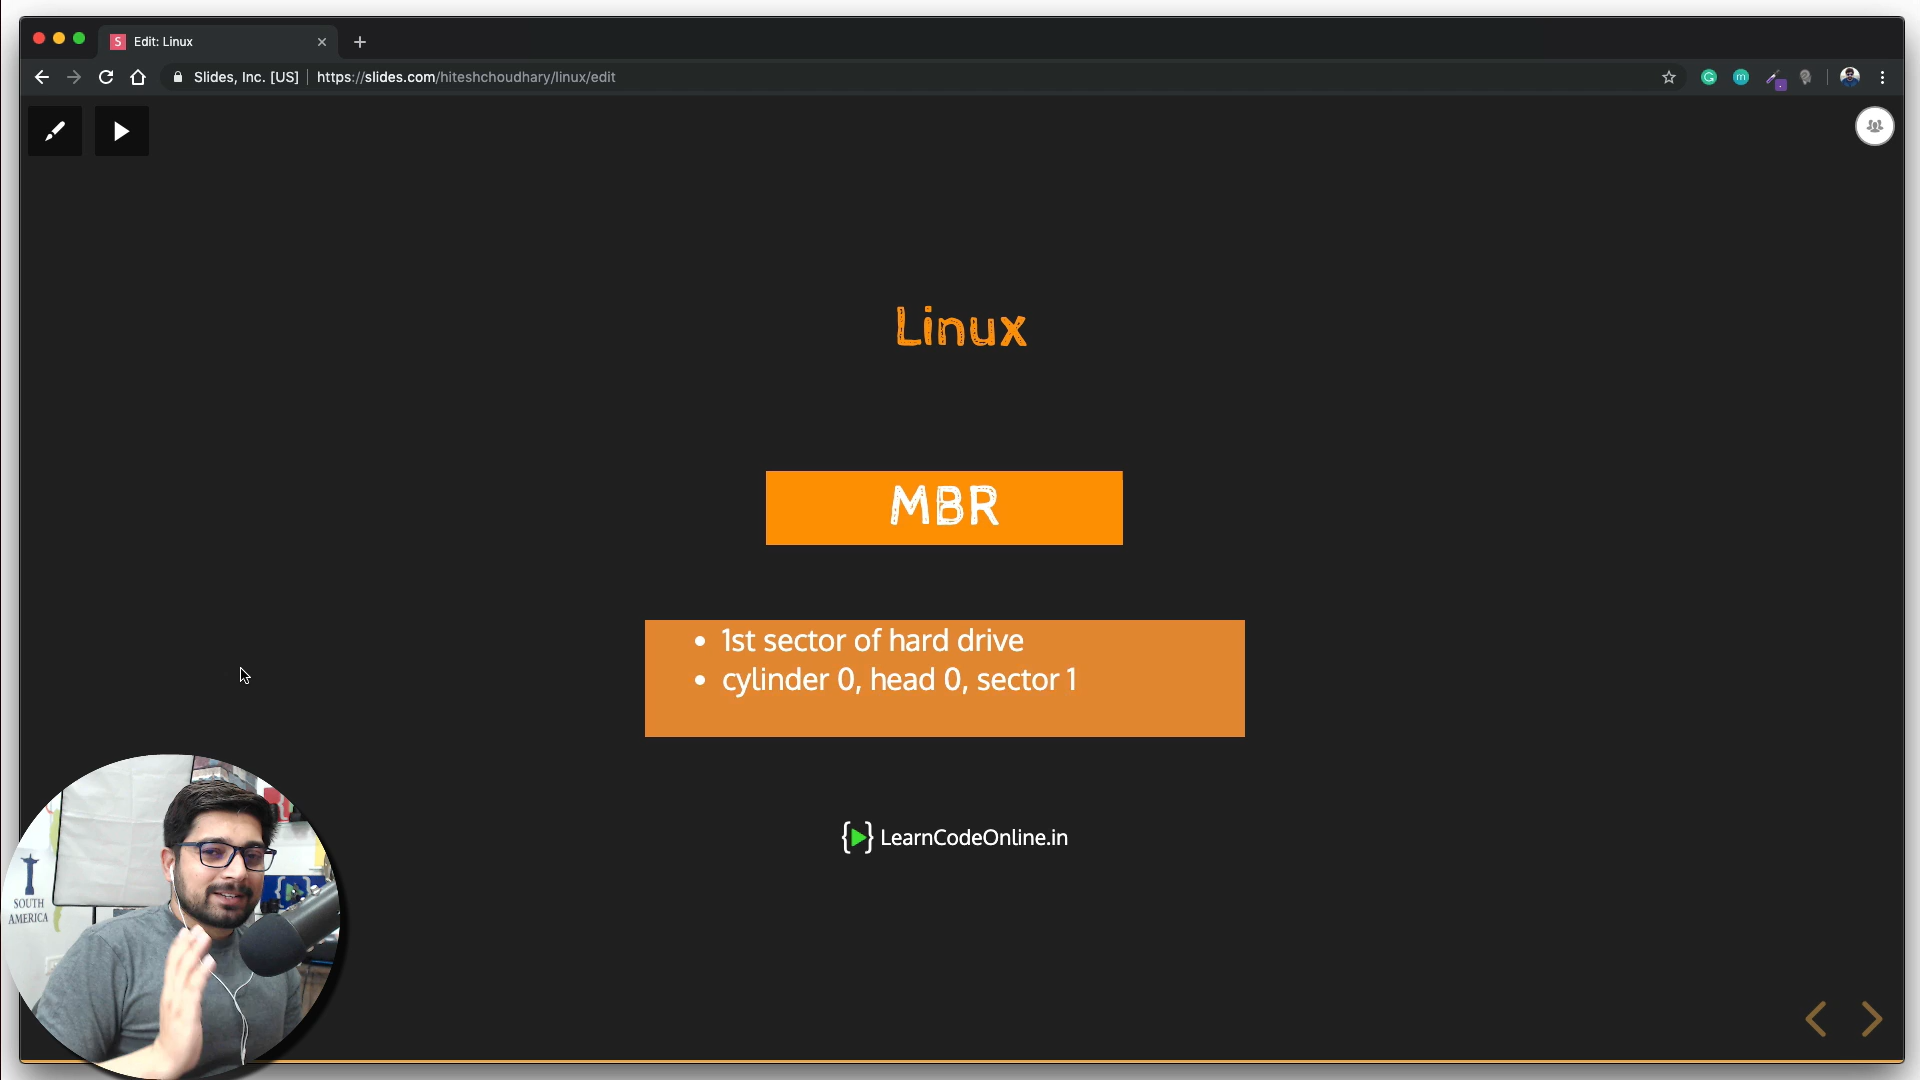 S Edit: Linux
Slides, Inc. [US] https://slides.com/hiteshchoudhary/linux/edit
Linux
MBR
• 1st sector of hard drive
• cylinder 0, head 0, sector 1
{ } LearnCodeOnline.in
SOUTH
AMERICA